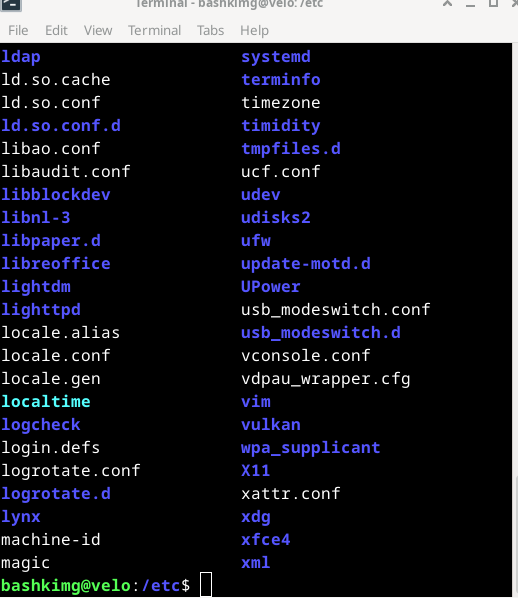 Terminal - bashkimg@velo: /etc
File Edit View Terminal Tabs Help
ldap systemd
ld.so.cache terminfo
ld.so.conf timezone
ld.so.conf.d timidity
libao.conf tmpfiles.d
libaudit.conf ucf.conf
libblockdev udev
libnl-3 udisks2
libpaper.d ufw
libreoffice update-motd.d
lightdm UPower
lighttpd usb_modeswitch.conf
locale.alias usb_modeswitch.d
locale.conf vconsole.conf
locale.gen vdpau_wrapper.cfg
localtime vim
logcheck vulkan
login.defs wpa_supplicant
logrotate.conf X11
logrotate.d xattr.conf
lynx xdg
machine-id xfce4
magic xml
bashkimg@velo:/etc$